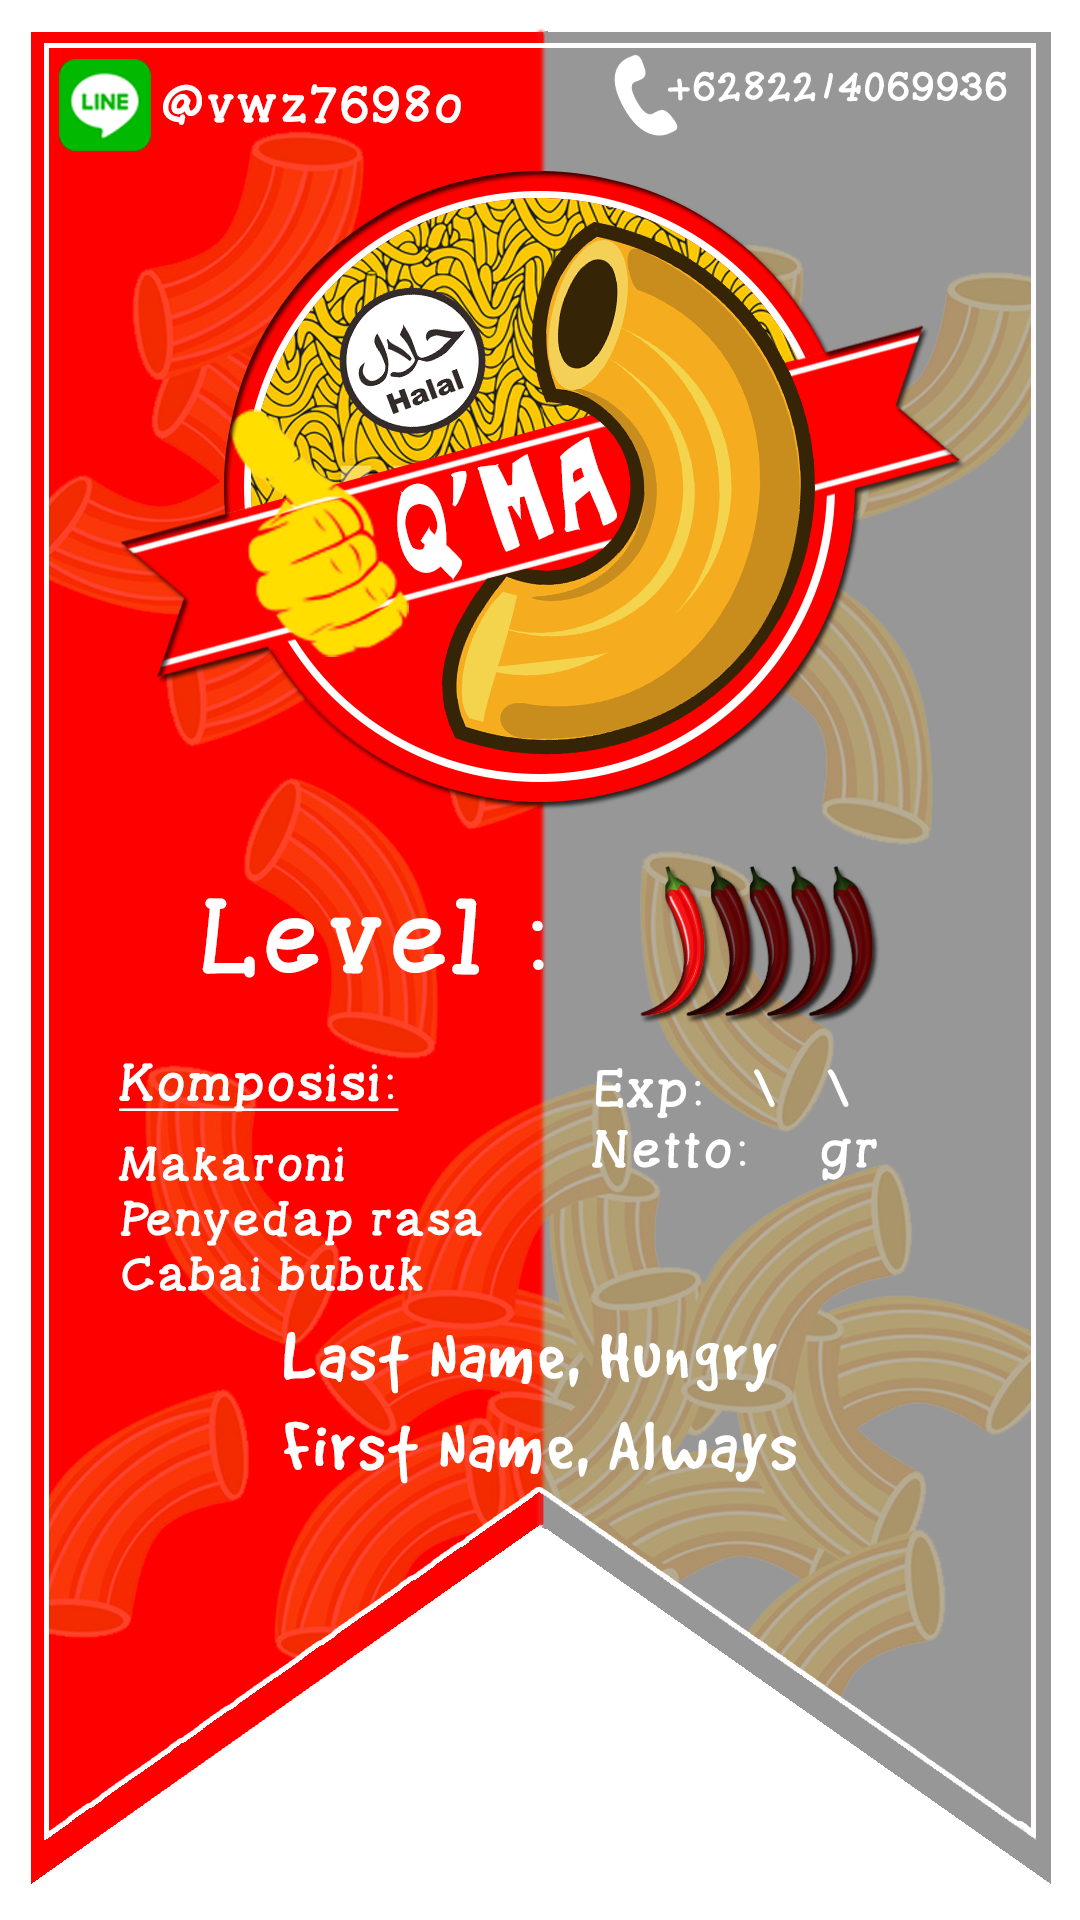 LINE
@vwz76980
+6282214069936
حلال
Halal
Q'MA
Level :
Komposisi:
Makaroni
Penyedap rasa
Cabai bubuk
Exp: \ \
Netto: gr
Last Name, Hungry
First Name, Always